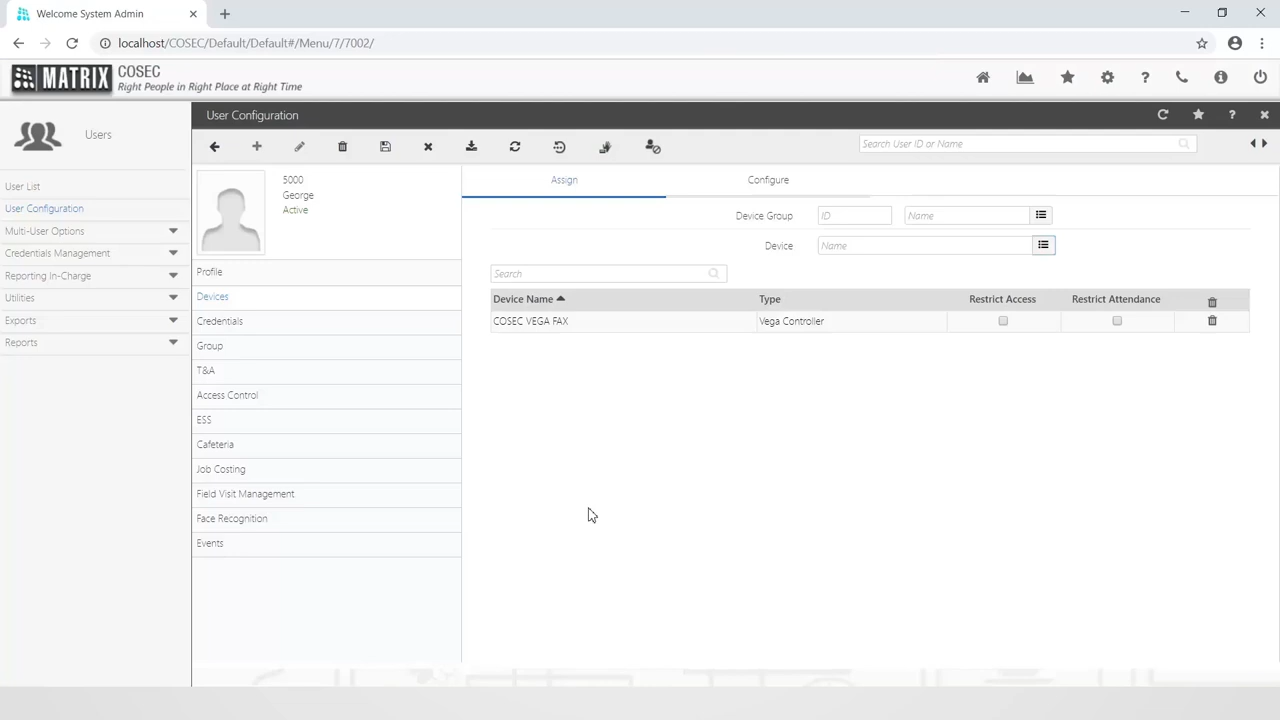 Welcome System Admin
localhost/COSEC/Default/Default#/Menu/7/7002/
MATRIX COSEC
Right People in Right Place at Right Time
Users
User Configuration
Search User ID or Name
User List
User Configuration
Multi-User Options
Credentials Management
Reporting In-Charge
Utilities
Exports
Reports
5000
George
Active
Profile
Devices
Credentials
Group
T&A
Access Control
ESS
Cafeteria
Job Costing
Field Visit Management
Face Recognition
Events
Assign Configure
Device Group ID Name
Device Name
Search
Device Name Type Restrict Access Restrict Attendance
COSEC VEGA FAX Vega Controller